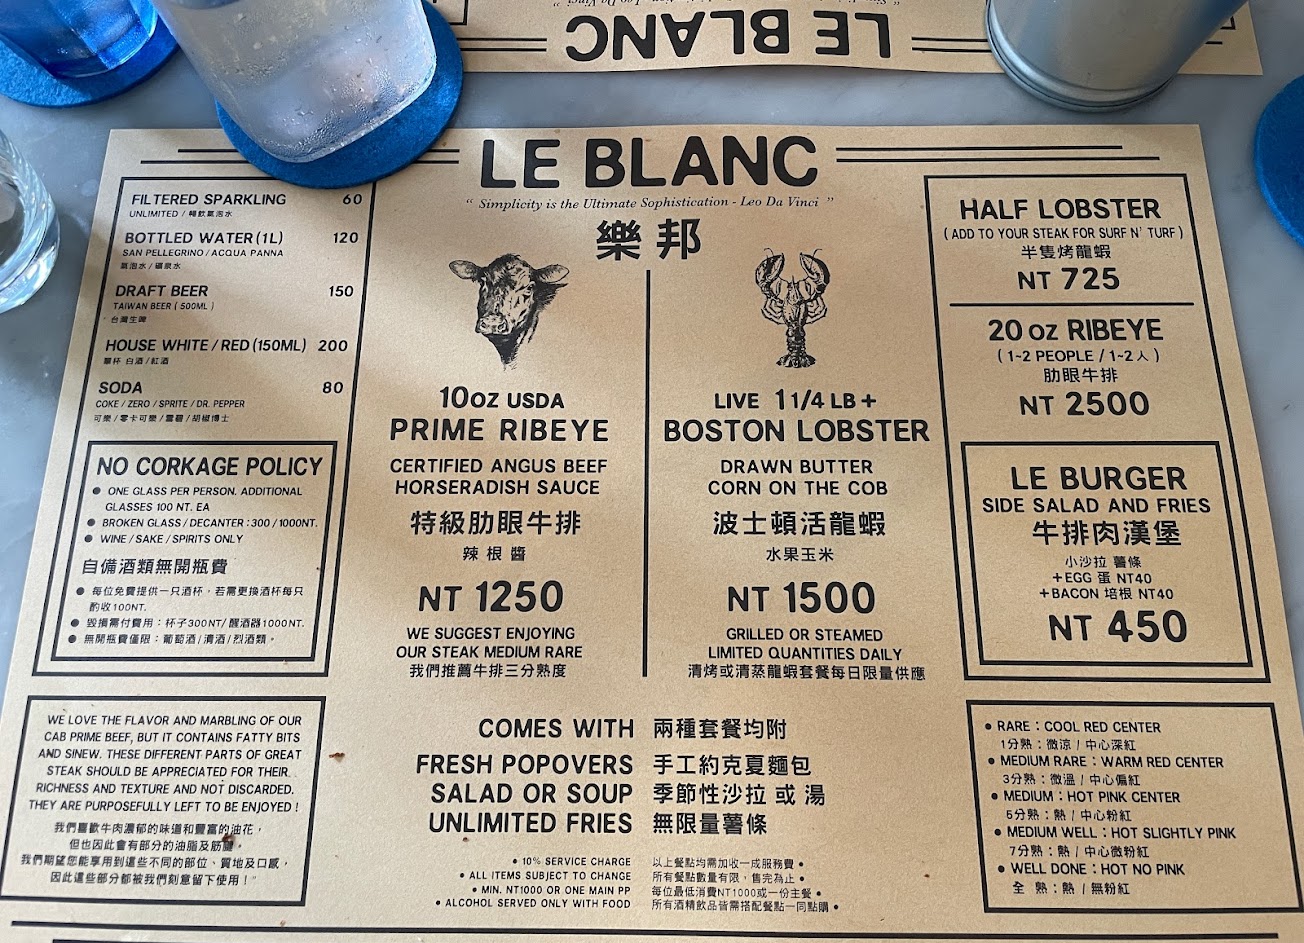 LE BLANC
LE BLANC
“ Simplicity is the Ultimate Sophistication - Leo Da Vinci ”
樂邦
FILTERED SPARKLING 60
UNLIMITED / 暢飲氣泡水
BOTTLED WATER (1L) 120
SAN PELLEGRINO / ACQUA PANNA
氣泡水 / 礦泉水
DRAFT BEER 150
TAIWAN BEER ( 500ML )
台灣生啤
HOUSE WHITE / RED (150ML) 200
單杯 白酒 / 紅酒
SODA 80
COKE / ZERO / SPRITE / DR. PEPPER
可樂 / 零卡可樂 / 雪碧 / 胡椒博士
NO CORKAGE POLICY
● ONE GLASS PER PERSON. ADDITIONAL
GLASSES 100 NT. EA
● BROKEN GLASS / DECANTER : 300 / 1000NT.
● WINE / SAKE / SPIRITS ONLY
自備酒類無開瓶費
● 每位免費提供一只酒杯，若需更換酒杯每只
酌收100NT.
● 毀損需付費用：杯子300NT/ 醒酒器1000NT.
● 無開瓶費僅限：葡萄酒 / 清酒 / 烈酒類。
WE LOVE THE FLAVOR AND MARBLING OF OUR
CAB PRIME BEEF, BUT IT CONTAINS FATTY BITS
AND SINEW. THESE DIFFERENT PARTS OF GREAT
STEAK SHOULD BE APPRECIATED FOR THEIR
RICHNESS AND TEXTURE AND NOT DISCARDED.
THEY ARE PURPOSEFULLY LEFT TO BE ENJOYED !
我們喜歡牛肉濃郁的味道和豐富的油花，
但也因此會有部分的油脂及筋腱，
我們期望您能享用到這些不同的部位、質地及口感，
因此這些部分都被我們刻意留下使用！
10 OZ USDA
PRIME RIBEYE
CERTIFIED ANGUS BEEF
HORSERADISH SAUCE
特級肋眼牛排
辣根醬
NT 1250
WE SUGGEST ENJOYING
OUR STEAK MEDIUM RARE
我們推薦牛排三分熟度
LIVE 1 1/4 LB +
BOSTON LOBSTER
DRAWN BUTTER
CORN ON THE COB
波士頓活龍蝦
水果玉米
NT 1500
GRILLED OR STEAMED
LIMITED QUANTITIES DAILY
清烤或清蒸龍蝦套餐每日限量供應
COMES WITH 兩種套餐均附
FRESH POPOVERS 手工約克夏麵包
SALAD OR SOUP 季節性沙拉 或 湯
UNLIMITED FRIES 無限量薯條
● 10% SERVICE CHARGE 以上餐點均需加收一成服務費 ●
● ALL ITEMS SUBJECT TO CHANGE 所有餐點數量有限，售完為止 ●
● MIN. NT1000 OR ONE MAIN PP 每位最低消費NT1000或一份主餐 ●
● ALCOHOL SERVED ONLY WITH FOOD 所有酒精飲品皆需搭配餐點一同點購 ●
HALF LOBSTER
( ADD TO YOUR STEAK FOR SURF N' TURF )
半隻烤龍蝦
NT 725
20 OZ RIBEYE
( 1~2 PEOPLE / 1~2人 )
肋眼牛排
NT 2500
LE BURGER
SIDE SALAD AND FRIES
牛排肉漢堡
小沙拉 薯條
+EGG 蛋 NT40
+BACON 培根 NT40
NT 450
● RARE : COOL RED CENTER
1分熟：微涼 / 中心深紅
● MEDIUM RARE : WARM RED CENTER
3分熟：微溫 / 中心偏紅
● MEDIUM : HOT PINK CENTER
5分熟：熱 / 中心粉紅
● MEDIUM WELL : HOT SLIGHTLY PINK
7分熟：熱 / 中心微粉紅
● WELL DONE : HOT NO PINK
全 熟：熱 / 無粉紅